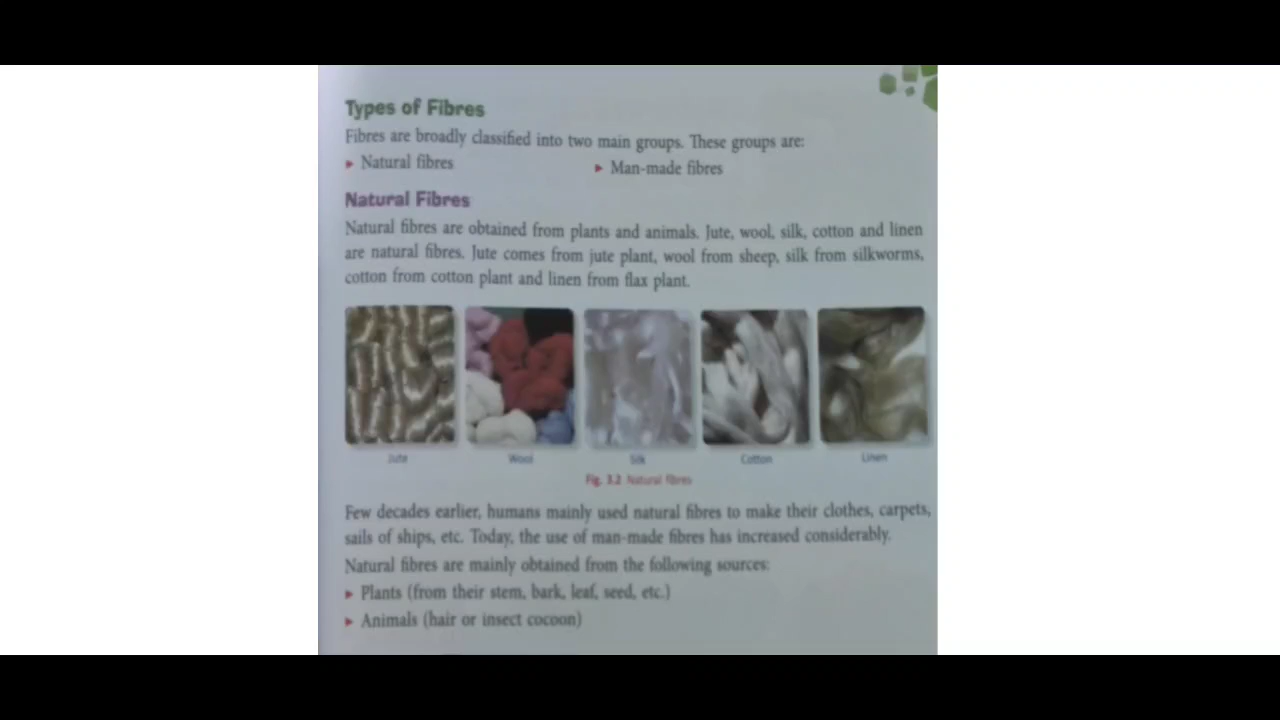 Types of Fibres
Fibres are broadly classified into two main groups. These groups are:
▸ Natural fibres ▸ Man-made fibres
Natural Fibres
Natural fibres are obtained from plants and animals. Jute, wool, silk, cotton and linen
are natural fibres. Jute comes from jute plant, wool from sheep, silk from silkworms,
cotton from cotton plant and linen from flax plant.
Jute Wool Silk Cotton Linen
Fig. 3.2 Natural fibres
Few decades earlier, humans mainly used natural fibres to make their clothes, carpets,
sails of ships, etc. Today, the use of man-made fibres has increased considerably.
Natural fibres are mainly obtained from the following sources:
▸ Plants (from their stem, bark, leaf, seed, etc.)
▸ Animals (hair or insect cocoon)